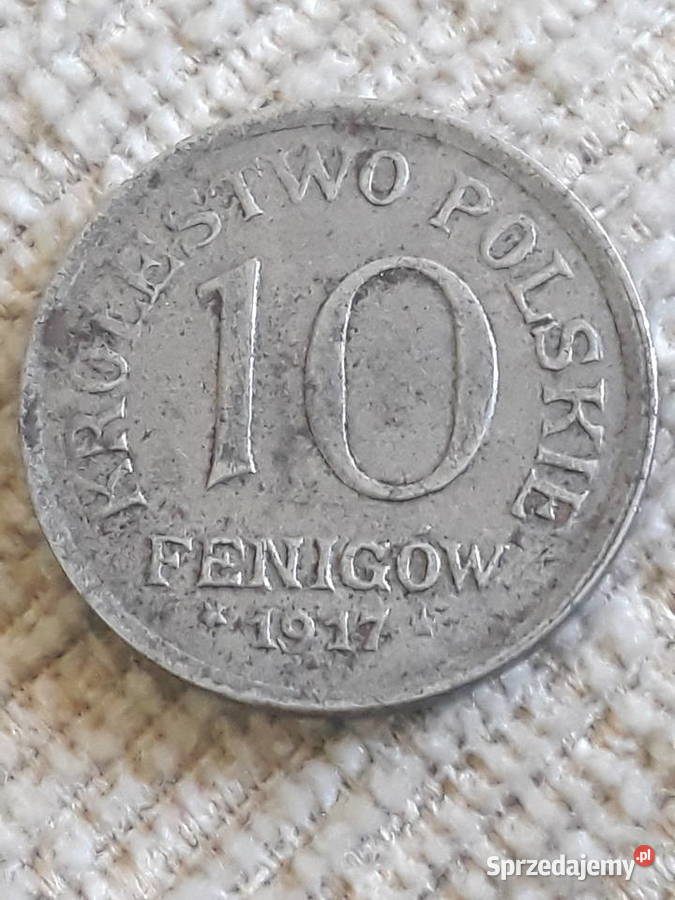 KRÓLESTWO POLSKIE
10
FENIGÓW
* 1917 *
Sprzedajemy.pl